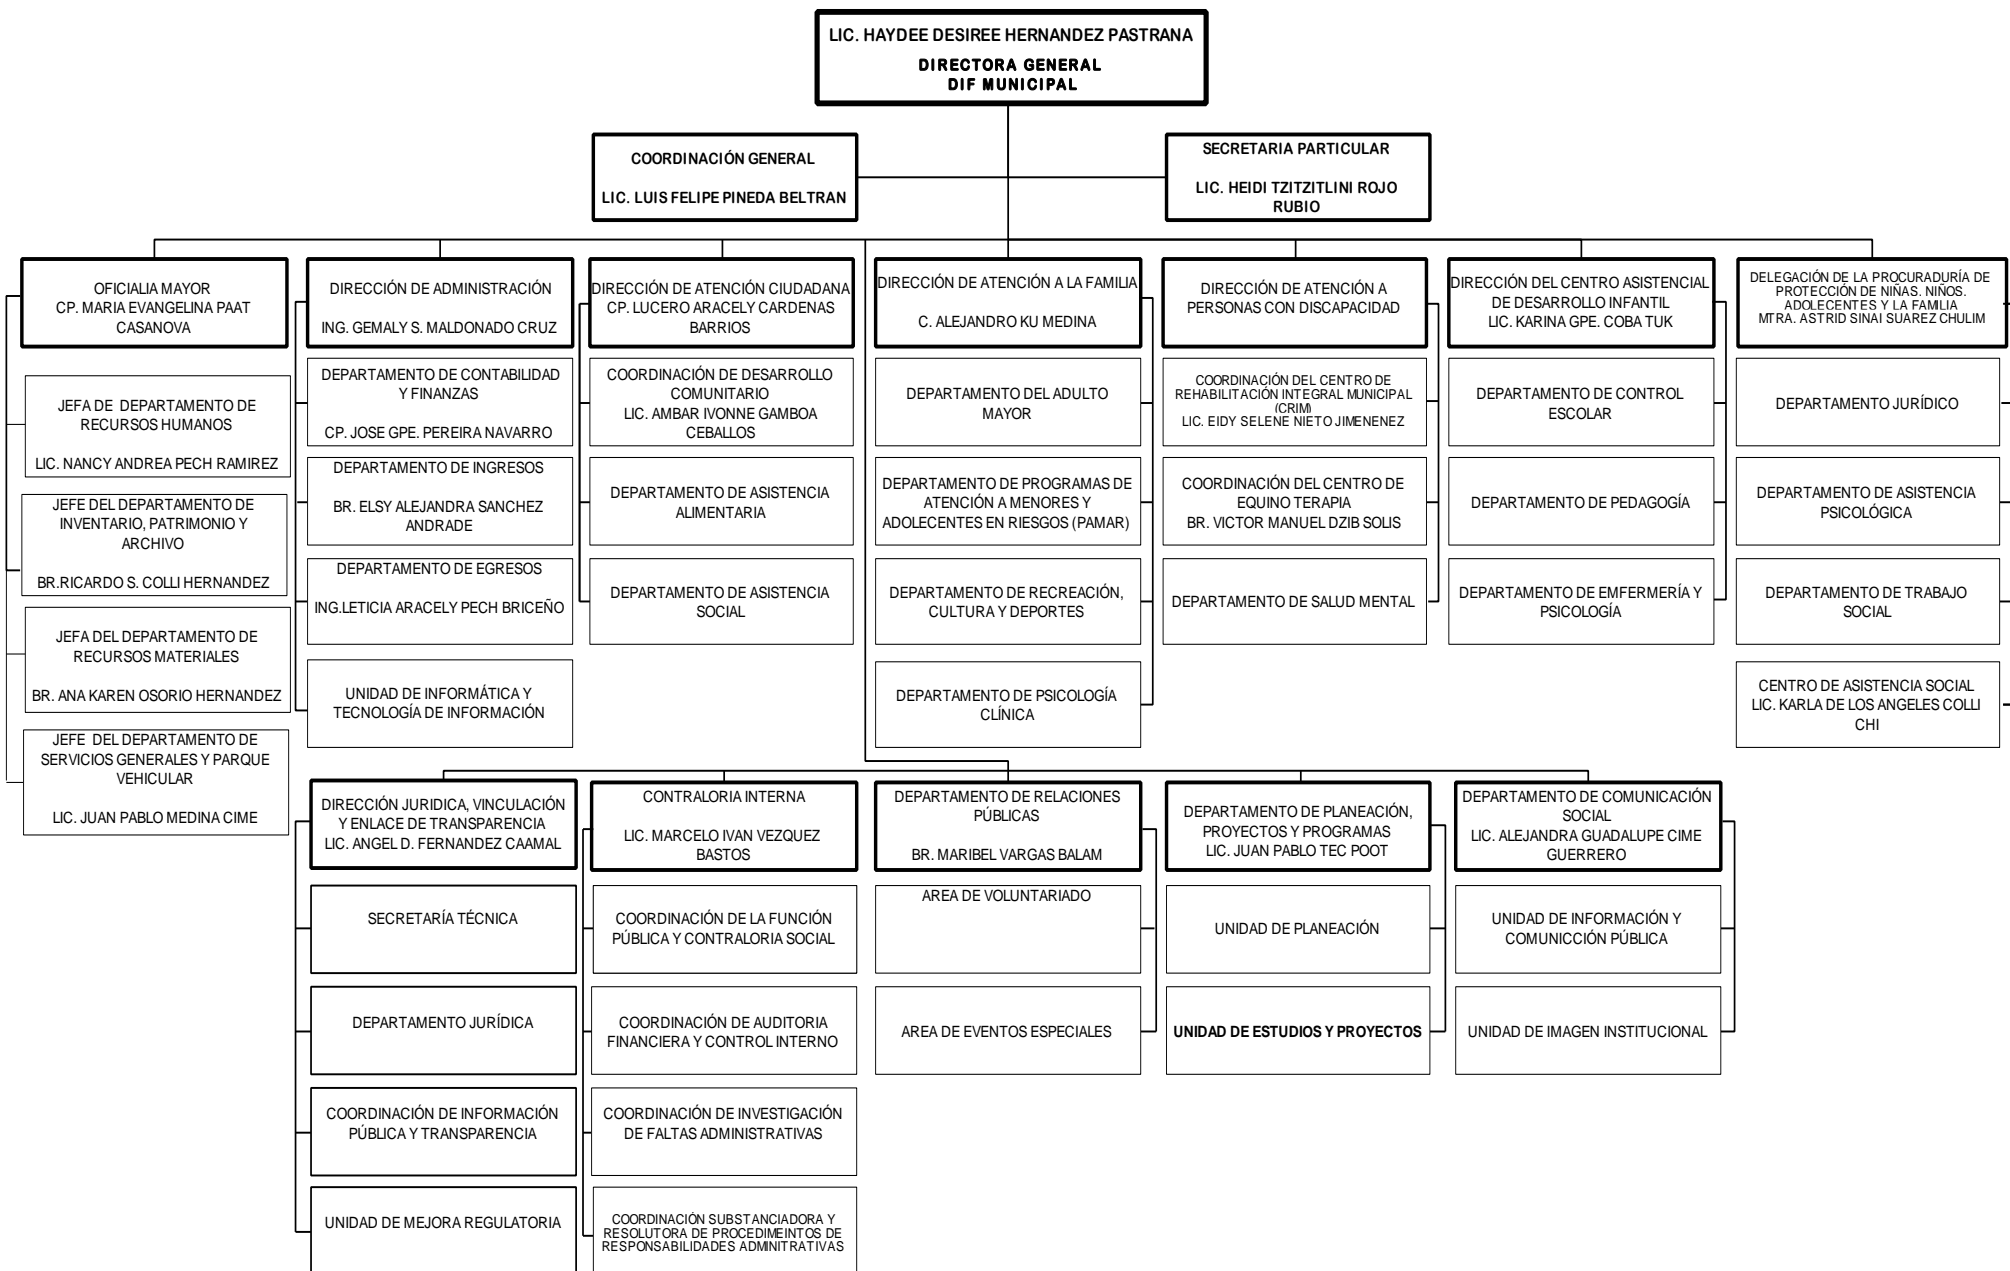 LIC. HAYDEE DESIREE HERNANDEZ PASTRANA
DIRECTORA GENERAL
DIF MUNICIPAL
COORDINACIÓN GENERAL
LIC. LUIS FELIPE PINEDA BELTRAN
SECRETARIA PARTICULAR
LIC. HEIDI TZITZITLINI ROJO
RUBIO
OFICIALIA MAYOR
CP. MARIA EVANGELINA PAAT
CASANOVA
DIRECCIÓN DE ADMINISTRACIÓN
ING. GEMALY S. MALDONADO CRUZ
DIRECCIÓN DE ATENCIÓN CIUDADANA
CP. LUCERO ARACELY CARDENAS
BARRIOS
DIRECCIÓN DE ATENCIÓN A LA FAMILIA
C. ALEJANDRO KU MEDINA
DIRECCIÓN DE ATENCIÓN A
PERSONAS CON DISCAPACIDAD
DIRECCIÓN DEL CENTRO ASISTENCIAL
DE DESARROLLO INFANTIL
LIC. KARINA GPE. COBA TUK
DELEGACIÓN DE LA PROCURADURÍA DE
PROTECCIÓN DE NIÑAS. NIÑOS.
ADOLECENTES Y LA FAMILIA
MTRA. ASTRID SINAI SUAREZ CHULIM
JEFA DE DEPARTAMENTO DE
RECURSOS HUMANOS
LIC. NANCY ANDREA PECH RAMIREZ
DEPARTAMENTO DE CONTABILIDAD
Y FINANZAS
CP. JOSE GPE. PEREIRA NAVARRO
COORDINACIÓN DE DESARROLLO
COMUNITARIO
LIC. AMBAR IVONNE GAMBOA
CEBALLOS
DEPARTAMENTO DEL ADULTO
MAYOR
COORDINACIÓN DEL CENTRO DE
REHABILITACIÓN INTEGRAL MUNICIPAL
(CRIM)
LIC. EIDY SELENE NIETO JIMENENEZ
DEPARTAMENTO DE CONTROL
ESCOLAR
DEPARTAMENTO JURÍDICO
JEFE DEL DEPARTAMENTO DE
INVENTARIO, PATRIMONIO Y
ARCHIVO
BR.RICARDO S. COLLI HERNANDEZ
DEPARTAMENTO DE INGRESOS
BR. ELSY ALEJANDRA SANCHEZ
ANDRADE
DEPARTAMENTO DE ASISTENCIA
ALIMENTARIA
DEPARTAMENTO DE PROGRAMAS DE
ATENCIÓN A MENORES Y
ADOLECENTES EN RIESGOS (PAMAR)
COORDINACIÓN DEL CENTRO DE
EQUINO TERAPIA
BR. VICTOR MANUEL DZIB SOLIS
DEPARTAMENTO DE PEDAGOGÍA
DEPARTAMENTO DE ASISTENCIA
PSICOLÓGICA
JEFA DEL DEPARTAMENTO DE
RECURSOS MATERIALES
BR. ANA KAREN OSORIO HERNANDEZ
DEPARTAMENTO DE EGRESOS
ING.LETICIA ARACELY PECH BRICEÑO
DEPARTAMENTO DE ASISTENCIA
SOCIAL
DEPARTAMENTO DE RECREACIÓN,
CULTURA Y DEPORTES
DEPARTAMENTO DE SALUD MENTAL
DEPARTAMENTO DE EMFERMERÍA Y
PSICOLOGÍA
DEPARTAMENTO DE TRABAJO
SOCIAL
JEFE DEL DEPARTAMENTO DE
SERVICIOS GENERALES Y PARQUE
VEHICULAR
LIC. JUAN PABLO MEDINA CIME
UNIDAD DE INFORMÁTICA Y
TECNOLOGÍA DE INFORMACIÓN
DEPARTAMENTO DE PSICOLOGÍA
CLÍNICA
CENTRO DE ASISTENCIA SOCIAL
LIC. KARLA DE LOS ANGELES COLLI
CHI
DIRECCIÓN JURIDICA, VINCULACIÓN
Y ENLACE DE TRANSPARENCIA
LIC. ANGEL D. FERNANDEZ CAAMAL
CONTRALORIA INTERNA
LIC. MARCELO IVAN VEZQUEZ
BASTOS
DEPARTAMENTO DE RELACIONES
PÚBLICAS
BR. MARIBEL VARGAS BALAM
DEPARTAMENTO DE PLANEACIÓN,
PROYECTOS Y PROGRAMAS
LIC. JUAN PABLO TEC POOT
DEPARTAMENTO DE COMUNICACIÓN
SOCIAL
LIC. ALEJANDRA GUADALUPE CIME
GUERRERO
SECRETARÍA TÉCNICA
COORDINACIÓN DE LA FUNCIÓN
PÚBLICA Y CONTRALORIA SOCIAL
AREA DE VOLUNTARIADO
UNIDAD DE PLANEACIÓN
UNIDAD DE INFORMACIÓN Y
COMUNICCIÓN PÚBLICA
DEPARTAMENTO JURÍDICA
COORDINACIÓN DE AUDITORIA
FINANCIERA Y CONTROL INTERNO
AREA DE EVENTOS ESPECIALES
UNIDAD DE ESTUDIOS Y PROYECTOS
UNIDAD DE IMAGEN INSTITUCIONAL
COORDINACIÓN DE INFORMACIÓN
PÚBLICA Y TRANSPARENCIA
COORDINACIÓN DE INVESTIGACIÓN
DE FALTAS ADMINISTRATIVAS
UNIDAD DE MEJORA REGULATORIA
COORDINACIÓN SUBSTANCIADORA Y
RESOLUTORA DE PROCEDIMEINTOS DE
RESPONSABILIDADES ADMINITRATIVAS